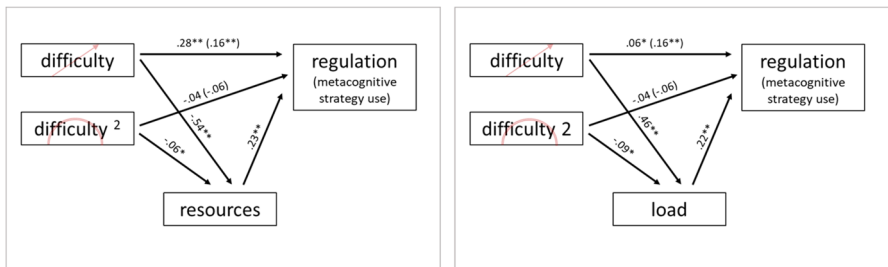 .28** (.16**)
difficulty
regulation
(metacognitive
strategy use)
-.04 (-.06)
difficulty 2
-.54**
-.06*
.23**
resources
.06* (.16**)
difficulty
regulation
(metacognitive
strategy use)
-.04 (-.06)
difficulty 2
.46**
-.09*
.22**
load